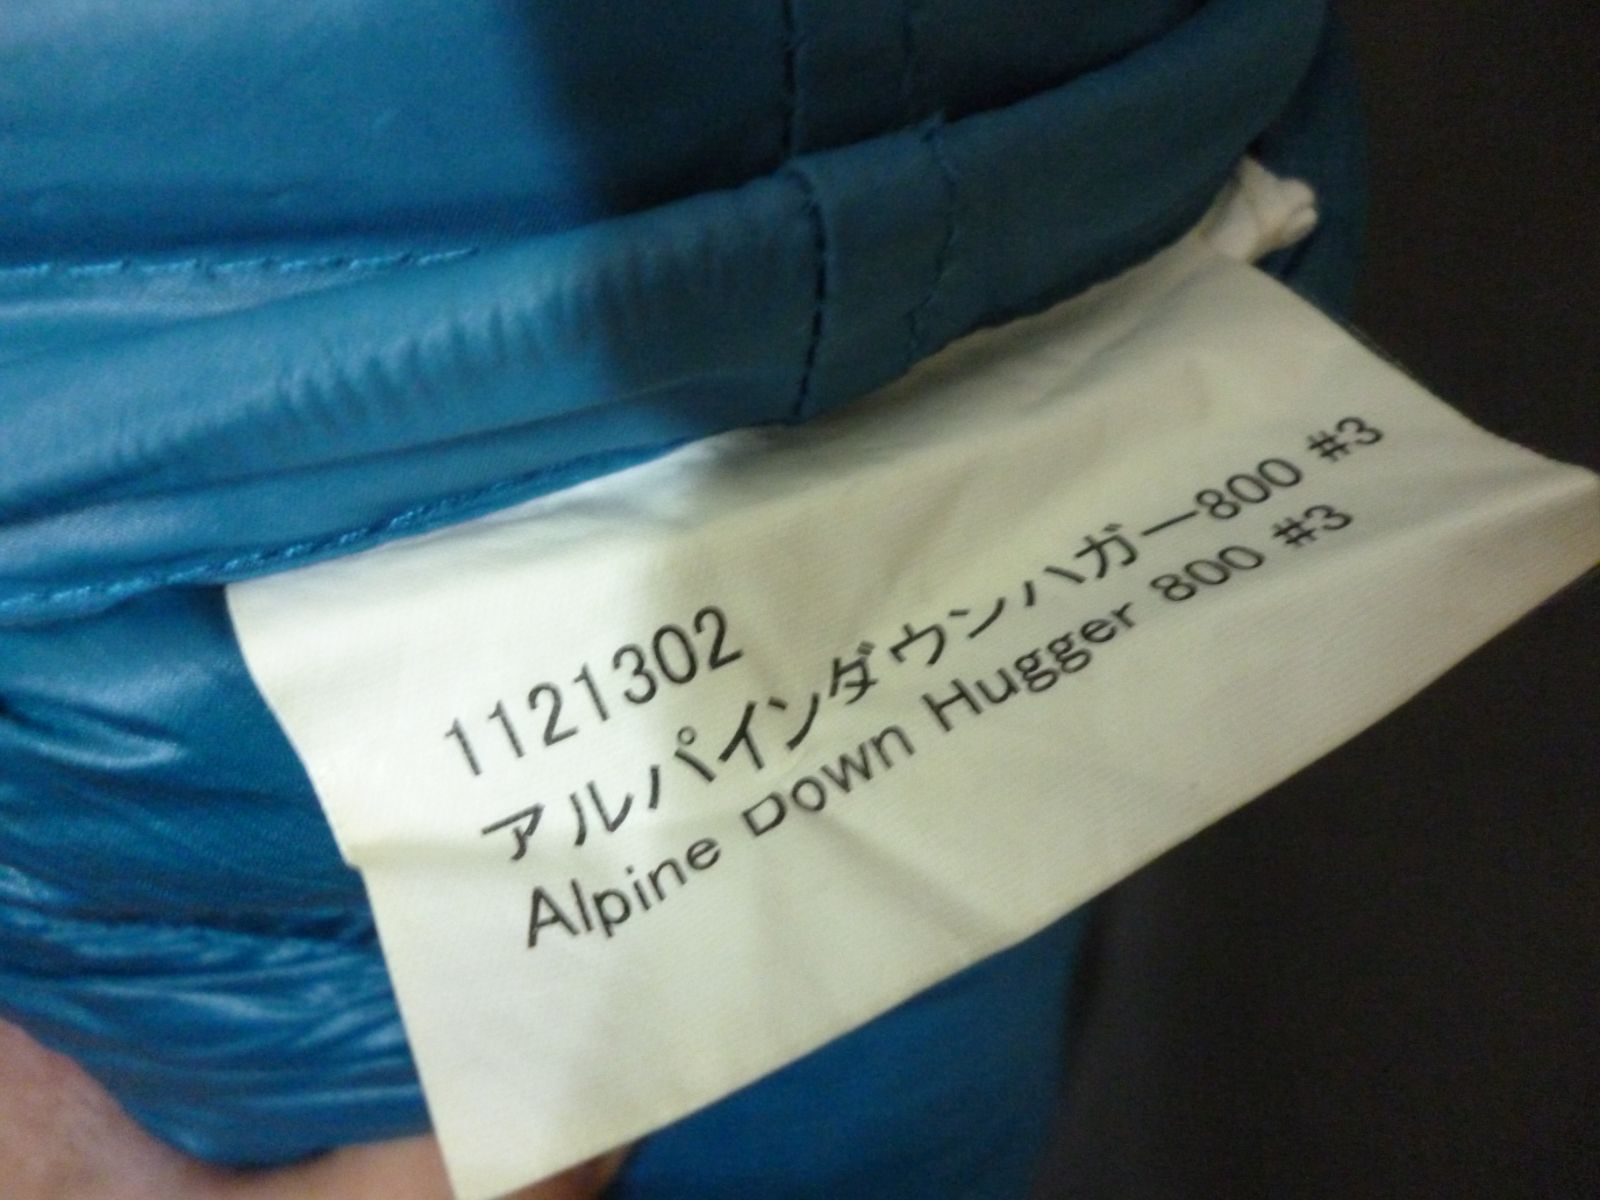 1121302
アルパインダウンハガー800 #3
Alpine Down Hugger 800 #3